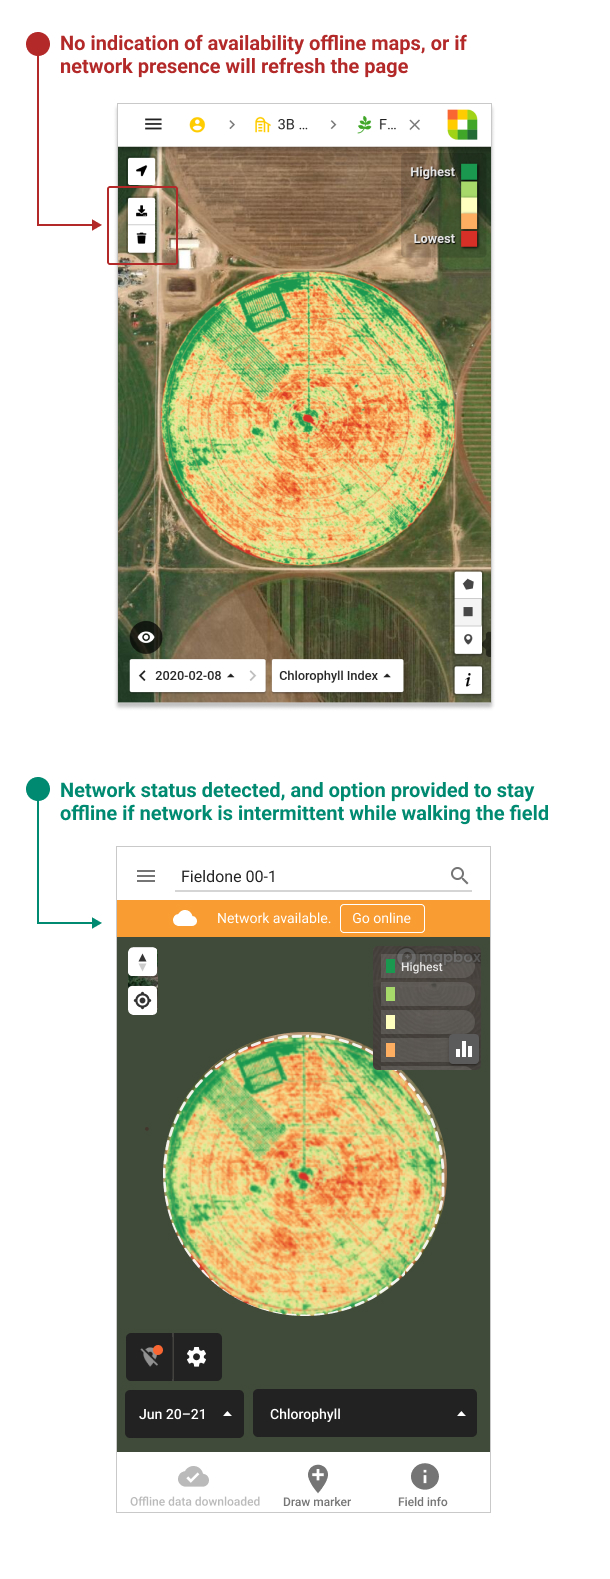 No indication of availability offline maps, or if
network presence will refresh the page
3B ...
F...
Highest
Lowest
2020-02-08
Chlorophyll Index
i
Network status detected, and option provided to stay
offline if network is intermittent while walking the field
Fieldone 00-1
Network available. Go online
mapbox
Highest
Jun 20–21
Chlorophyll
Offline data downloaded
Draw marker
Field info